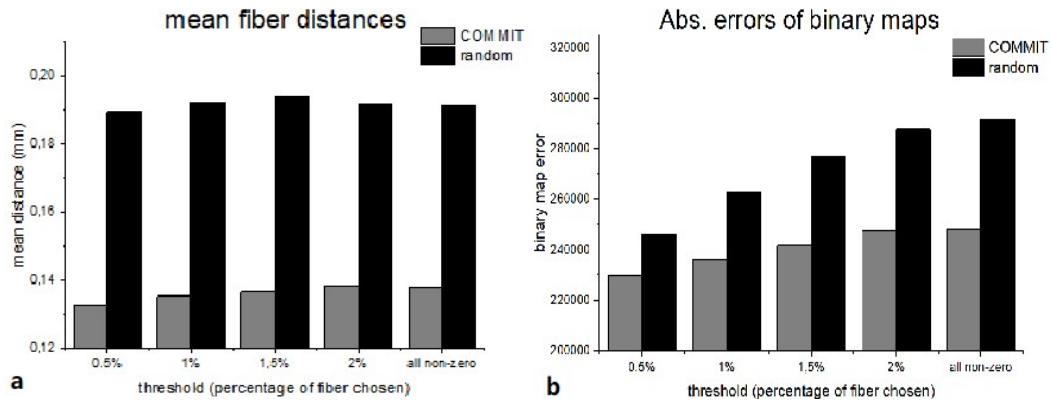 mean fiber distances
COMMIT
random
0,20
0,18
0,16
0,14
0,12
mean distance (mm)
0.5%
1%
1,5%
2%
all non-zero
threshold (percentage of fiber chosen)
a
Abs. errors of binary maps
COMMIT
random
320000
300000
280000
260000
240000
220000
200000
binary map error
0.5%
1%
1,5%
2%
all non-zero
threshold (percentage of fiber chosen)
b